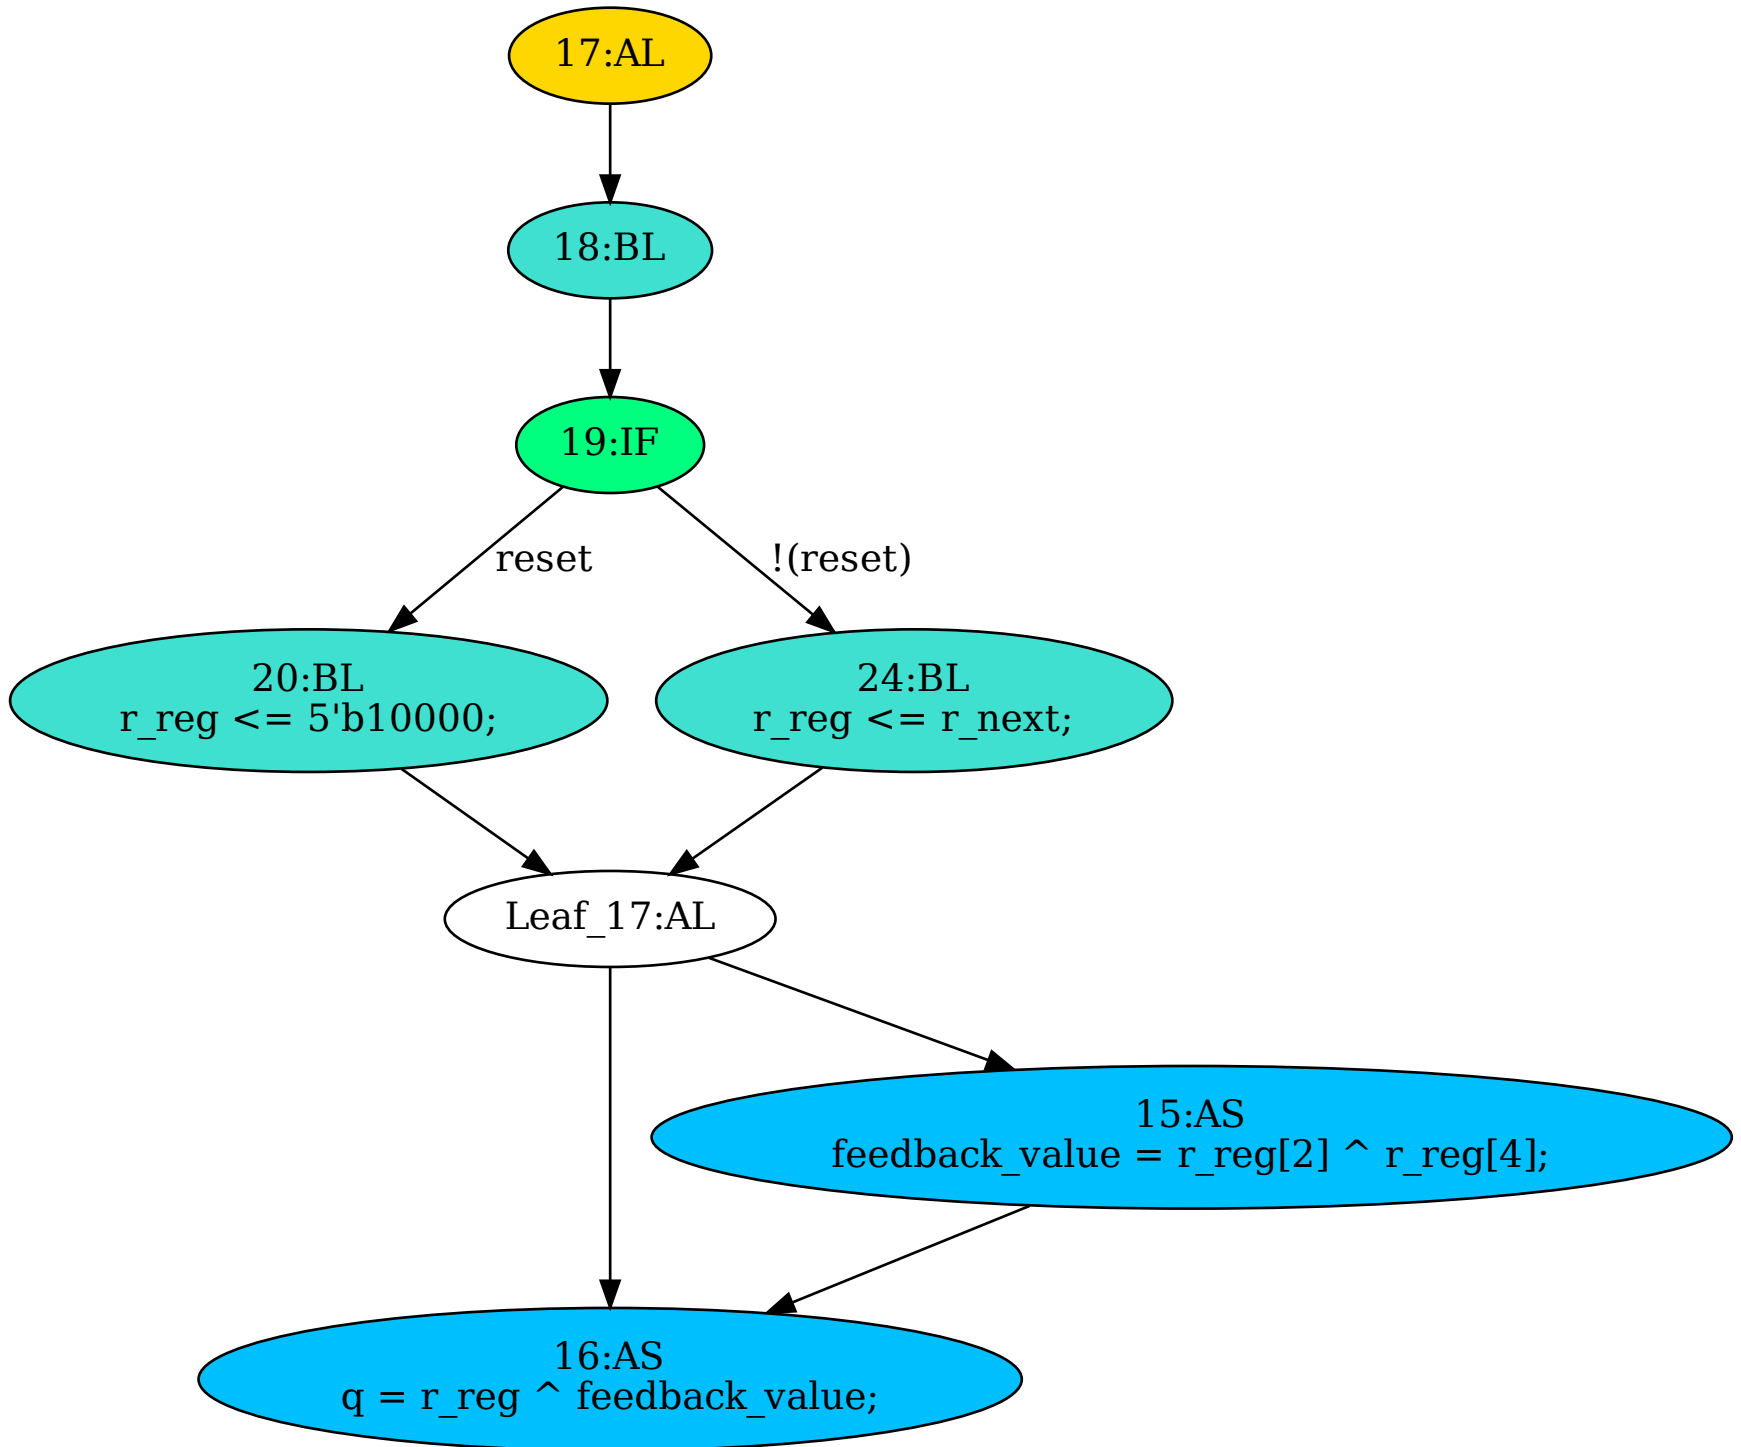 17:AL
18:BL
19:IF
reset
!(reset)
20:BL
r_reg <= 5'b10000;
24:BL
r_reg <= r_next;
Leaf_17:AL
15:AS
feedback_value = r_reg[2] ^ r_reg[4];
16:AS
q = r_reg ^ feedback_value;